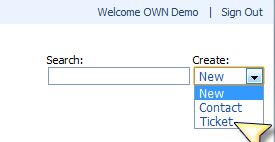 Welcome OWN Demo | Sign Out
Search: Create:
New
New
Contact
Ticket